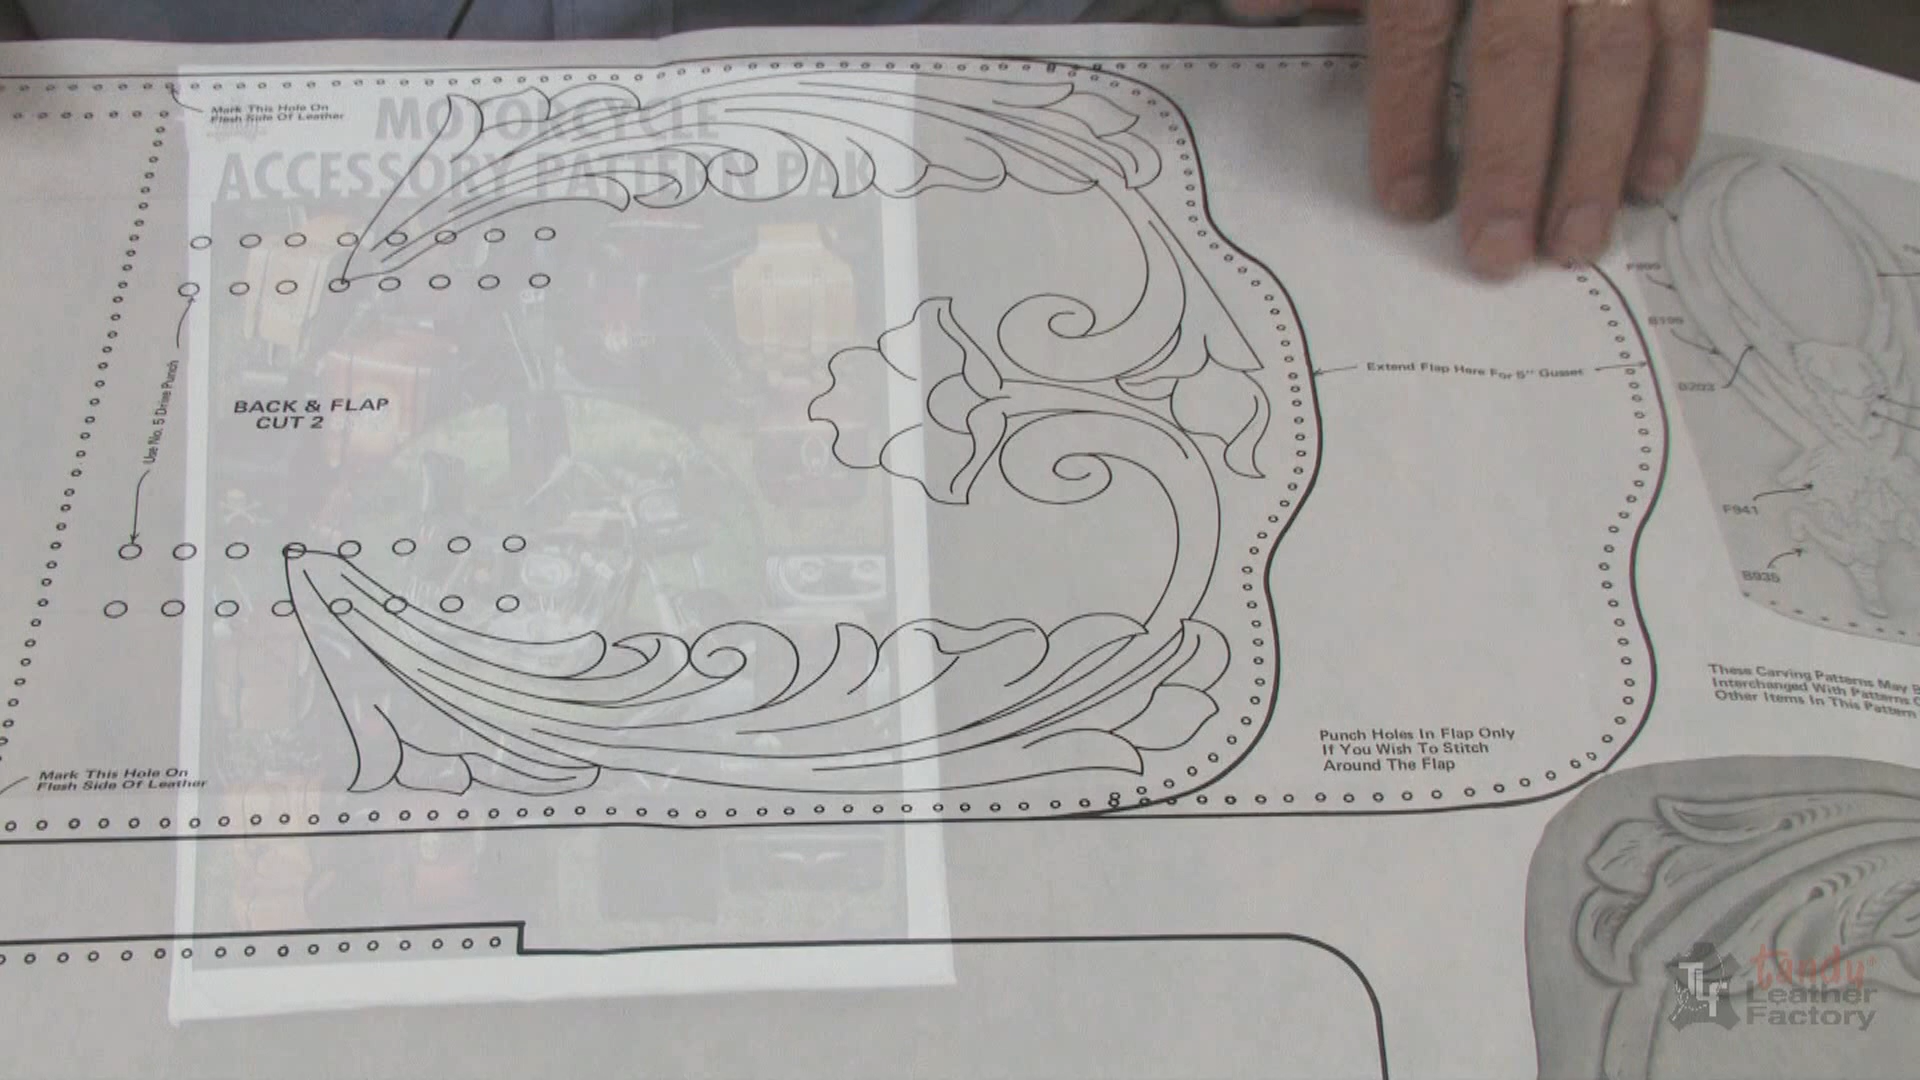 Mark This Hole On
Flesh Side Of Leather
MOTORCYCLE
ACCESSORY PATTERN PAK
Use No. 5 Drive Punch
BACK & FLAP
CUT 2
Extend Flap Here For 5" Gusset
B203
F941
B935
These Carving Patterns May
Interchanged With Patterns
Other Items In This Pattern
Punch Holes In Flap Only
If You Wish To Stitch
Around The Flap
Mark This Hole On
Flesh Side Of Leather
TLF
tandy
Leather
Factory